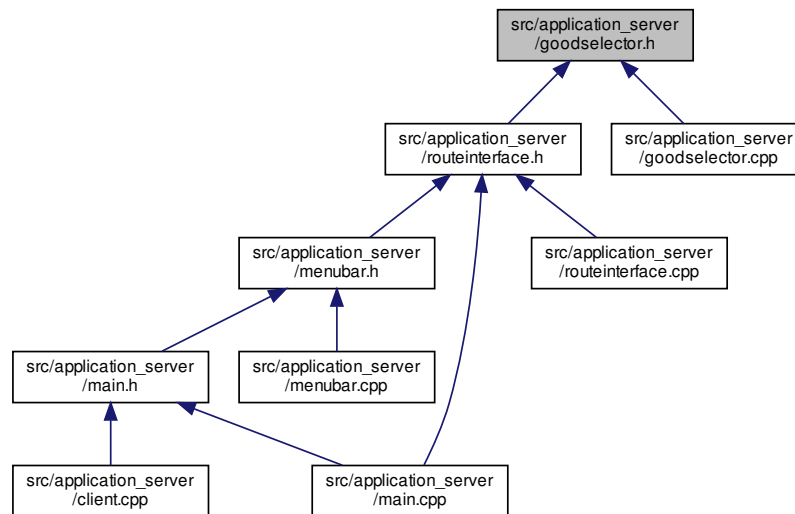 src/application_server
/goodselector.h
src/application_server
/routeinterface.h
src/application_server
/goodselector.cpp
src/application_server
/menubar.h
src/application_server
/routeinterface.cpp
src/application_server
/main.h
src/application_server
/menubar.cpp
src/application_server
/client.cpp
src/application_server
/main.cpp